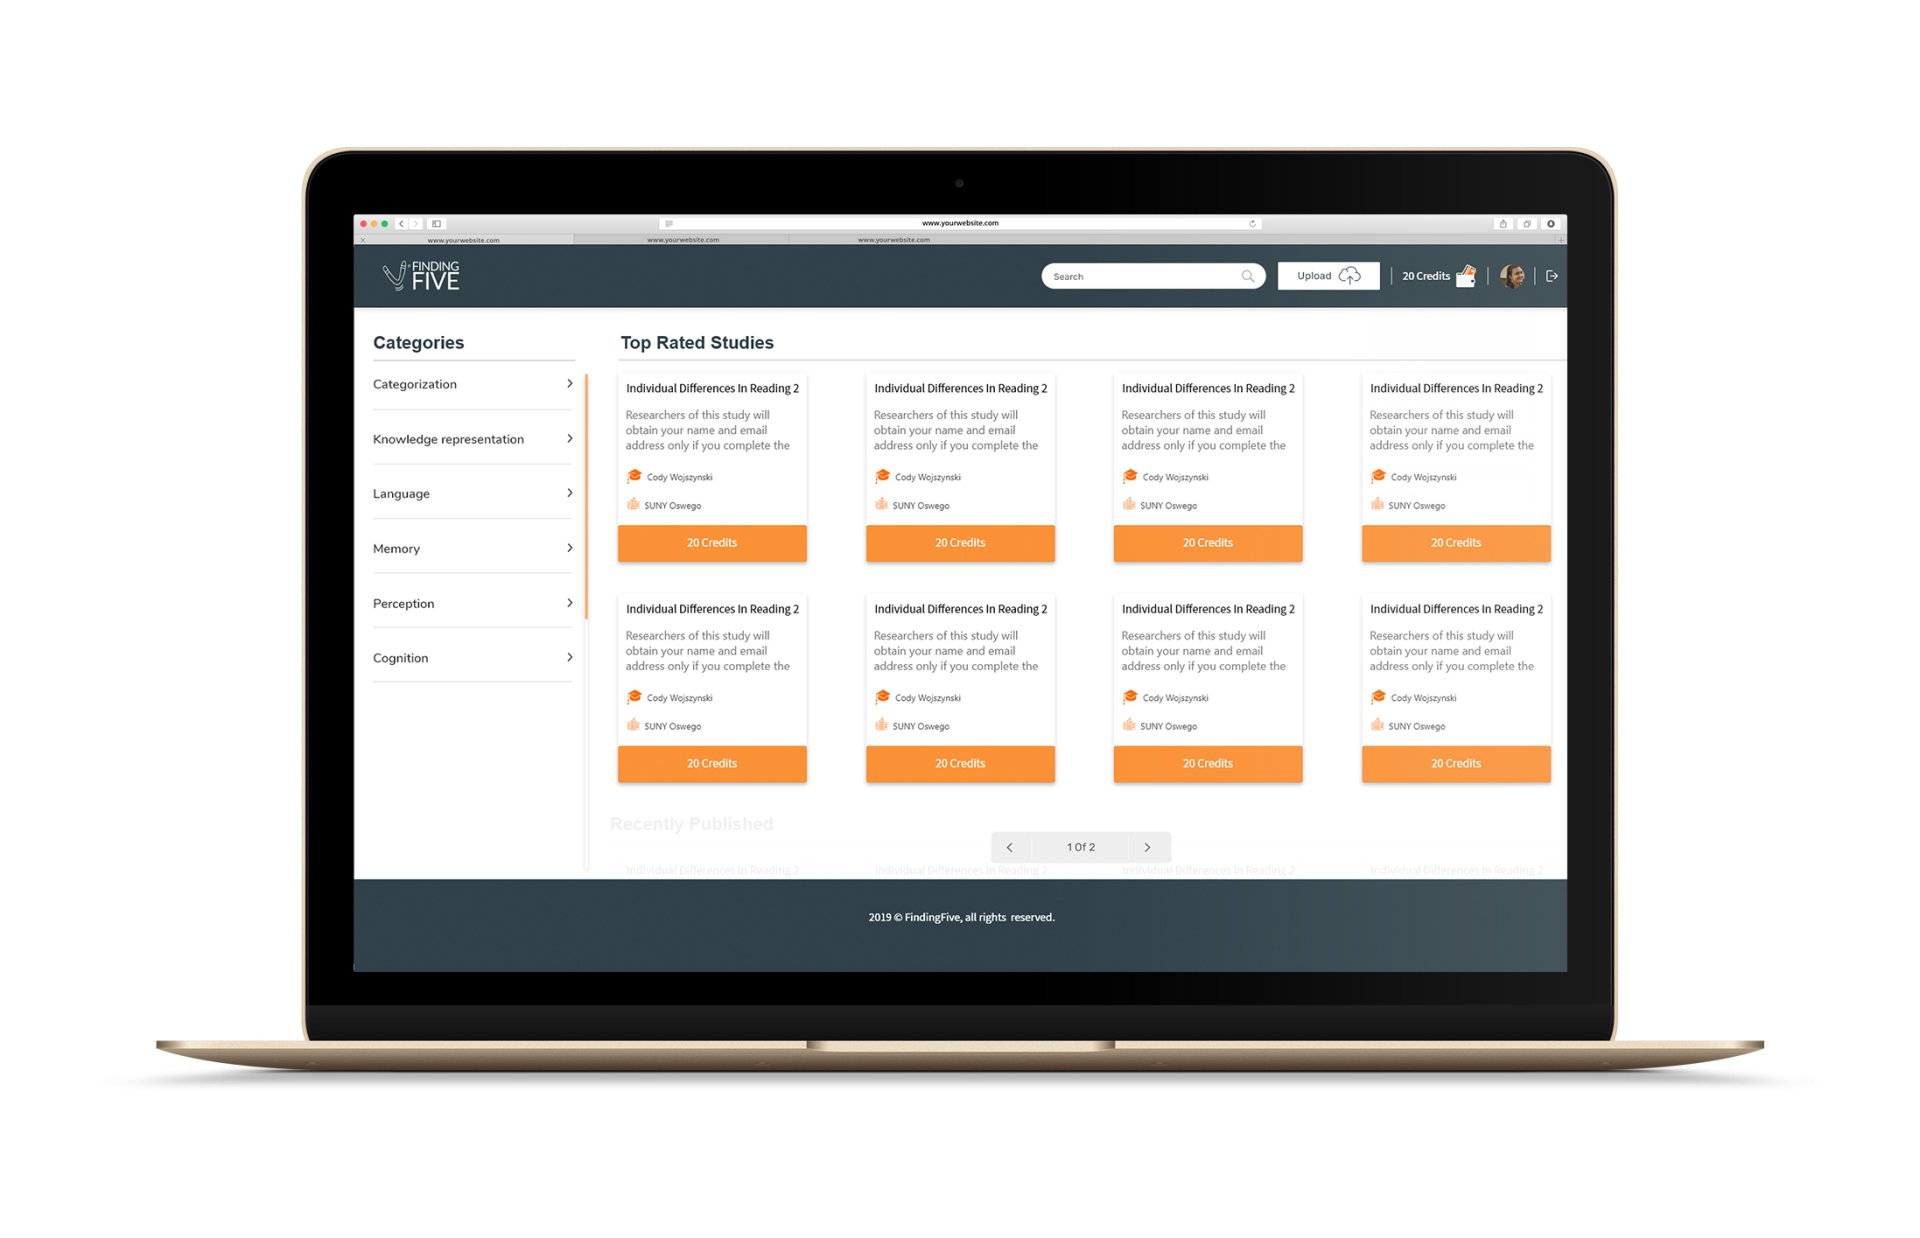 www.yourwebsite.com
www.yourwebsite.com www.yourwebsite.com www.yourwebsite.com
FINDING
FIVE
Search
Upload
20 Credits
Categories
Categorization
Knowledge representation
Language
Memory
Perception
Cognition
Top Rated Studies
Individual Differences In Reading 2
Researchers of this study will
obtain your name and email
address only if you complete the
Cody Wojszynski
SUNY Oswego
20 Credits
Individual Differences In Reading 2
Researchers of this study will
obtain your name and email
address only if you complete the
Cody Wojszynski
SUNY Oswego
20 Credits
Individual Differences In Reading 2
Researchers of this study will
obtain your name and email
address only if you complete the
Cody Wojszynski
SUNY Oswego
20 Credits
Individual Differences In Reading 2
Researchers of this study will
obtain your name and email
address only if you complete the
Cody Wojszynski
SUNY Oswego
20 Credits
Individual Differences In Reading 2
Researchers of this study will
obtain your name and email
address only if you complete the
Cody Wojszynski
SUNY Oswego
20 Credits
Individual Differences In Reading 2
Researchers of this study will
obtain your name and email
address only if you complete the
Cody Wojszynski
SUNY Oswego
20 Credits
Individual Differences In Reading 2
Researchers of this study will
obtain your name and email
address only if you complete the
Cody Wojszynski
SUNY Oswego
20 Credits
Individual Differences In Reading 2
Researchers of this study will
obtain your name and email
address only if you complete the
Cody Wojszynski
SUNY Oswego
20 Credits
Recently Published
1 Of 2
Individual Differences In Reading 2
Individual Differences In Reading 2
Individual Differences In Reading 2
Individual Differences In Reading 2
2019 © FindingFive, all rights reserved.